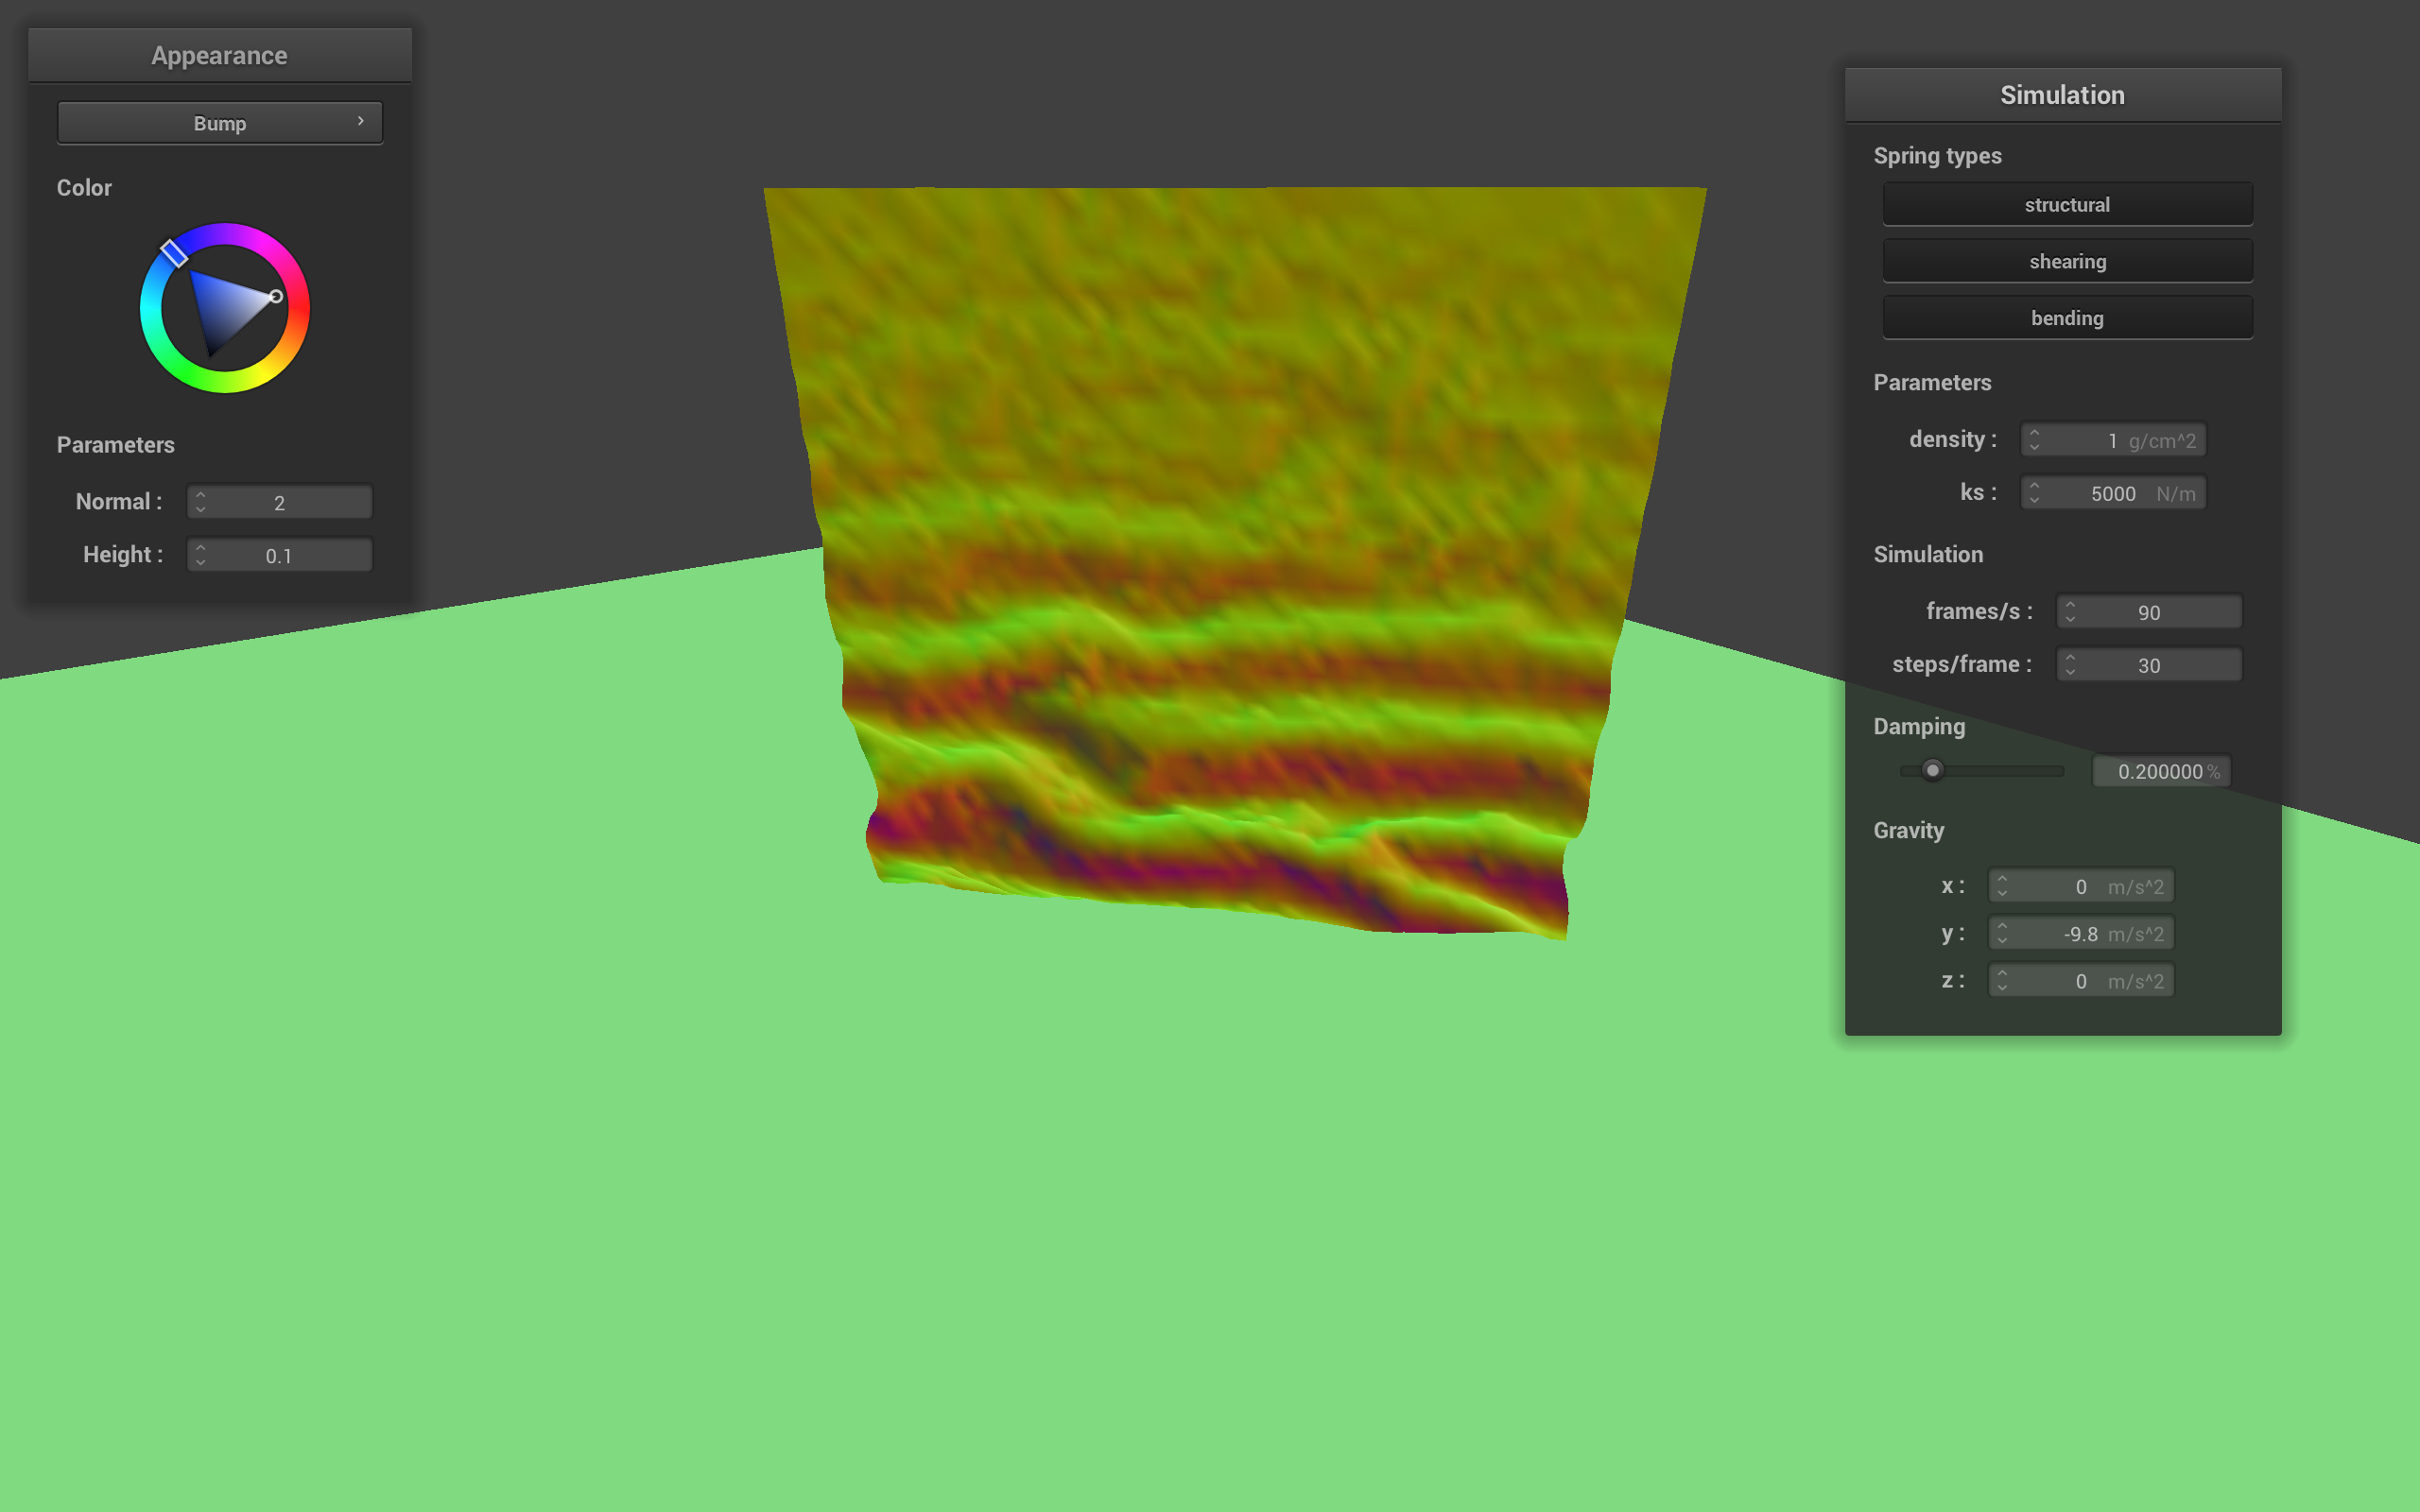 Appearance
Bump
Color
Parameters
Normal : 2
Height : 0.1
Simulation
Spring types
structural
shearing
bending
Parameters
density : 1 g/cm^2
ks : 5000 N/m
Simulation
frames/s : 90
steps/frame : 30
Damping
0.200000 %
Gravity
x : 0 m/s^2
y : -9.8 m/s^2
z : 0 m/s^2